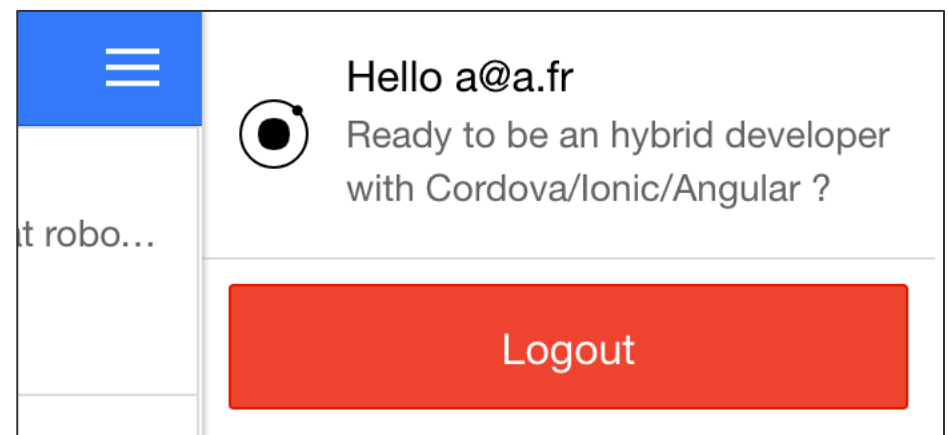 Hello a@a.fr
Ready to be an hybrid developer
with Cordova/Ionic/Angular ?
robo…
Logout